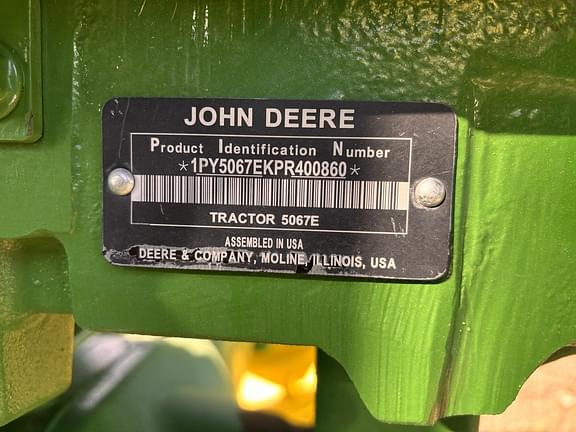 JOHN DEERE
Product Identification Number
*1PY5067EKPR400860*
TRACTOR 5067E
ASSEMBLED IN USA
DEERE & COMPANY, MOLINE, ILLINOIS, USA